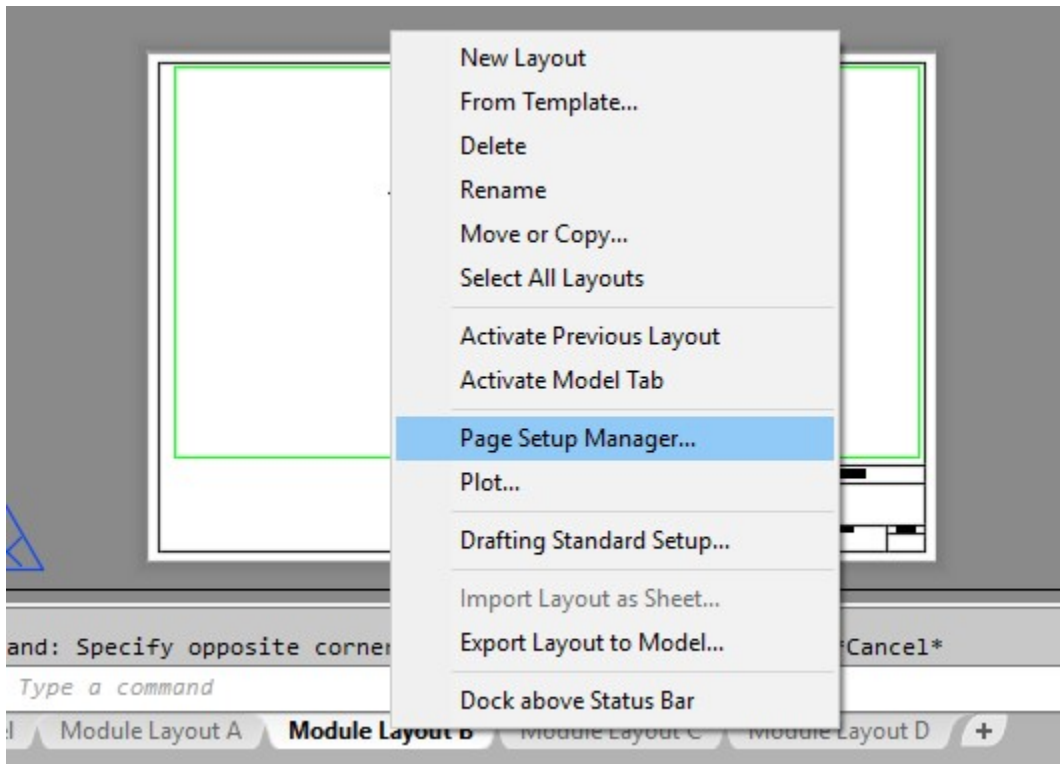 New Layout
From Template...
Delete
Rename
Move or Copy...
Select All Layouts
Activate Previous Layout
Activate Model Tab
Page Setup Manager...
Plot...
Drafting Standard Setup...
Import Layout as Sheet...
Export Layout to Model...
Dock above Status Bar
and: Specify opposite corner *Cancel*
Type a command
Module Layout A Module Layout B Module Layout C Module Layout D +